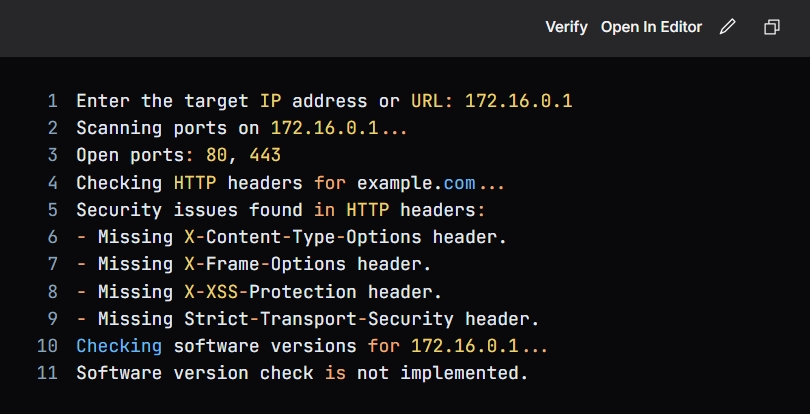 Verify Open In Editor
1 Enter the target IP address or URL: 172.16.0.1
2 Scanning ports on 172.16.0.1...
3 Open ports: 80, 443
4 Checking HTTP headers for example.com...
5 Security issues found in HTTP headers:
6 - Missing X-Content-Type-Options header.
7 - Missing X-Frame-Options header.
8 - Missing X-XSS-Protection header.
9 - Missing Strict-Transport-Security header.
10 Checking software versions for 172.16.0.1...
11 Software version check is not implemented.